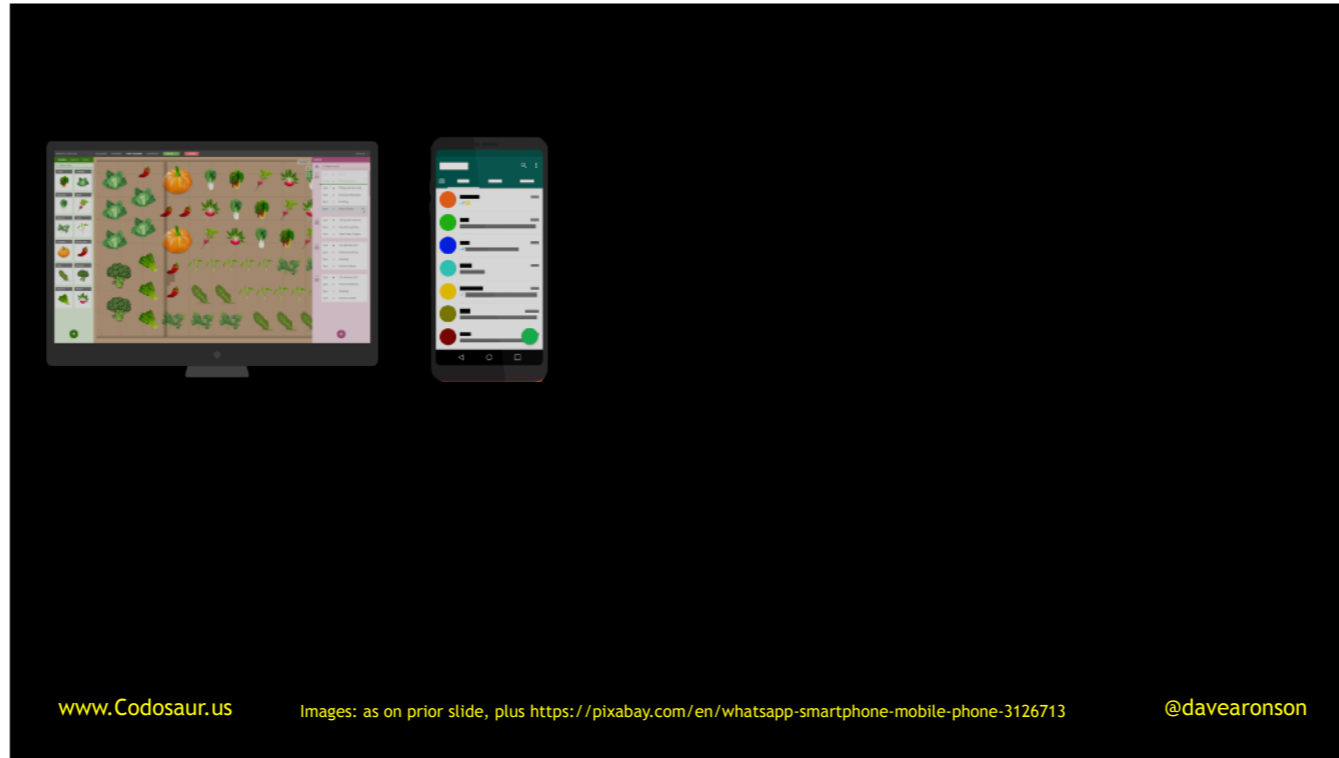 www.Codosaur.us
Images: as on prior slide, plus https://pixabay.com/en/whatsapp-smartphone-mobile-phone-3126713
@davearonson